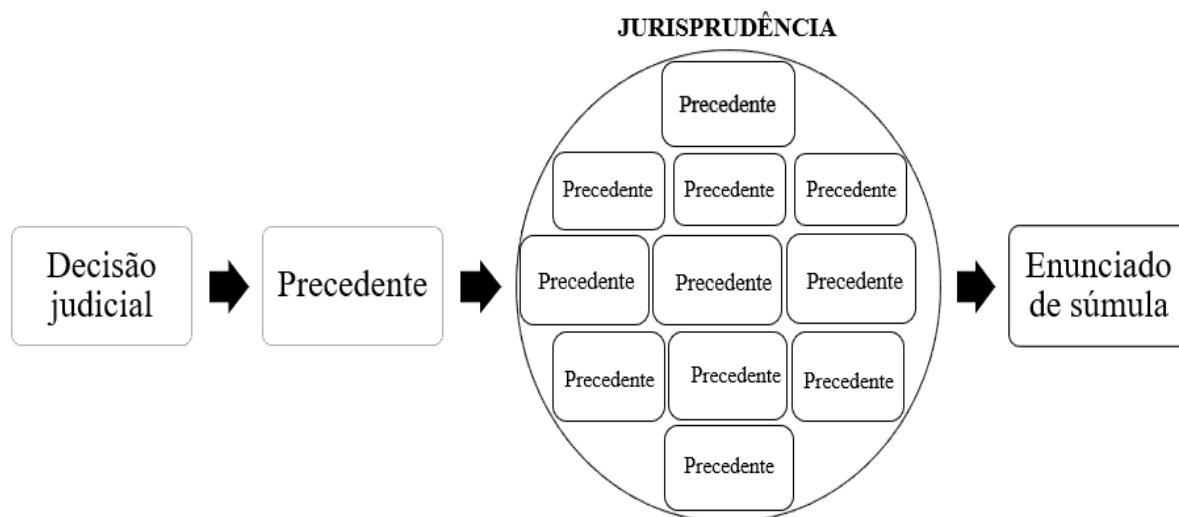 JURISPRUDÊNCIA
Decisão
judicial
Precedente
Precedente
Precedente
Precedente
Precedente
Precedente
Precedente
Precedente
Precedente
Precedente
Precedente
Precedente
Enunciado
de súmula